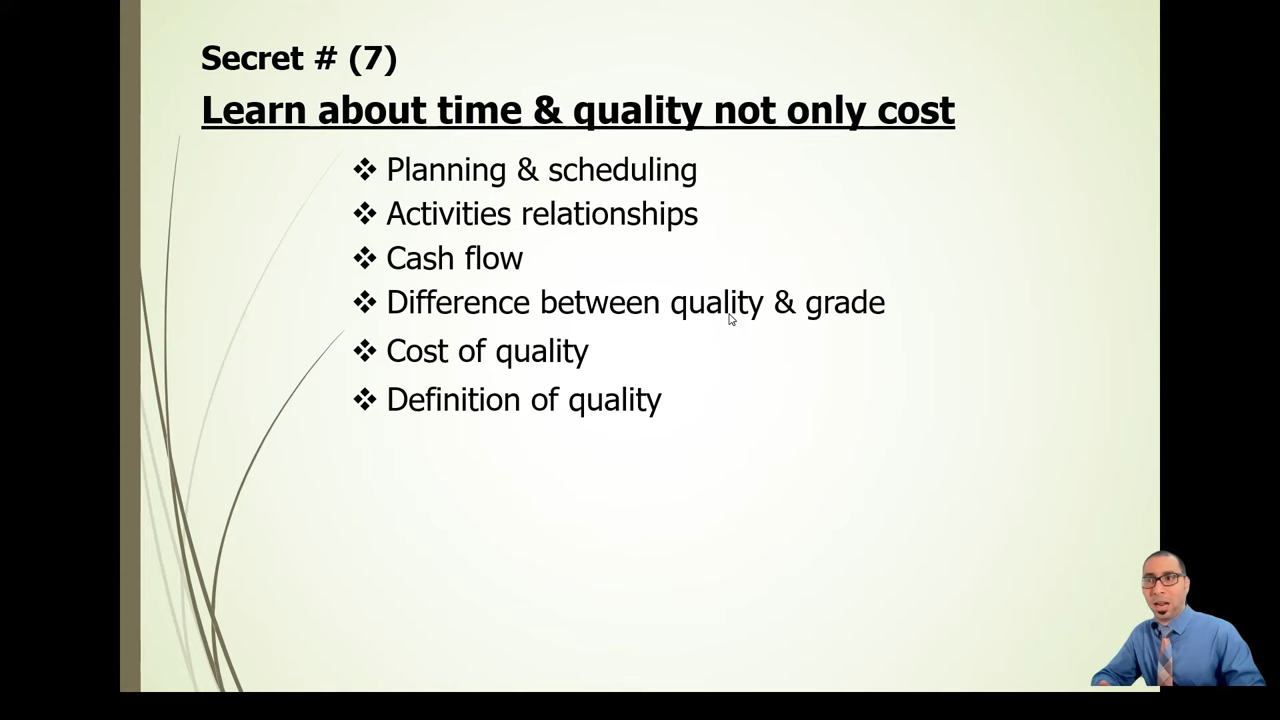 Secret # (7)
Learn about time & quality not only cost
❖ Planning & scheduling
❖ Activities relationships
❖ Cash flow
❖ Difference between quality & grade
❖ Cost of quality
❖ Definition of quality